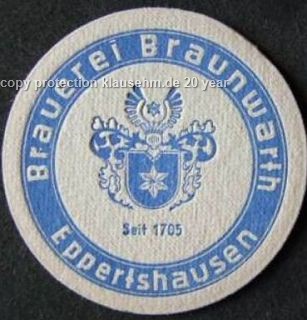 Brauerei Braunwarth
copy protection klausehm.de 20 year
Seit 1705
Eppertshausen